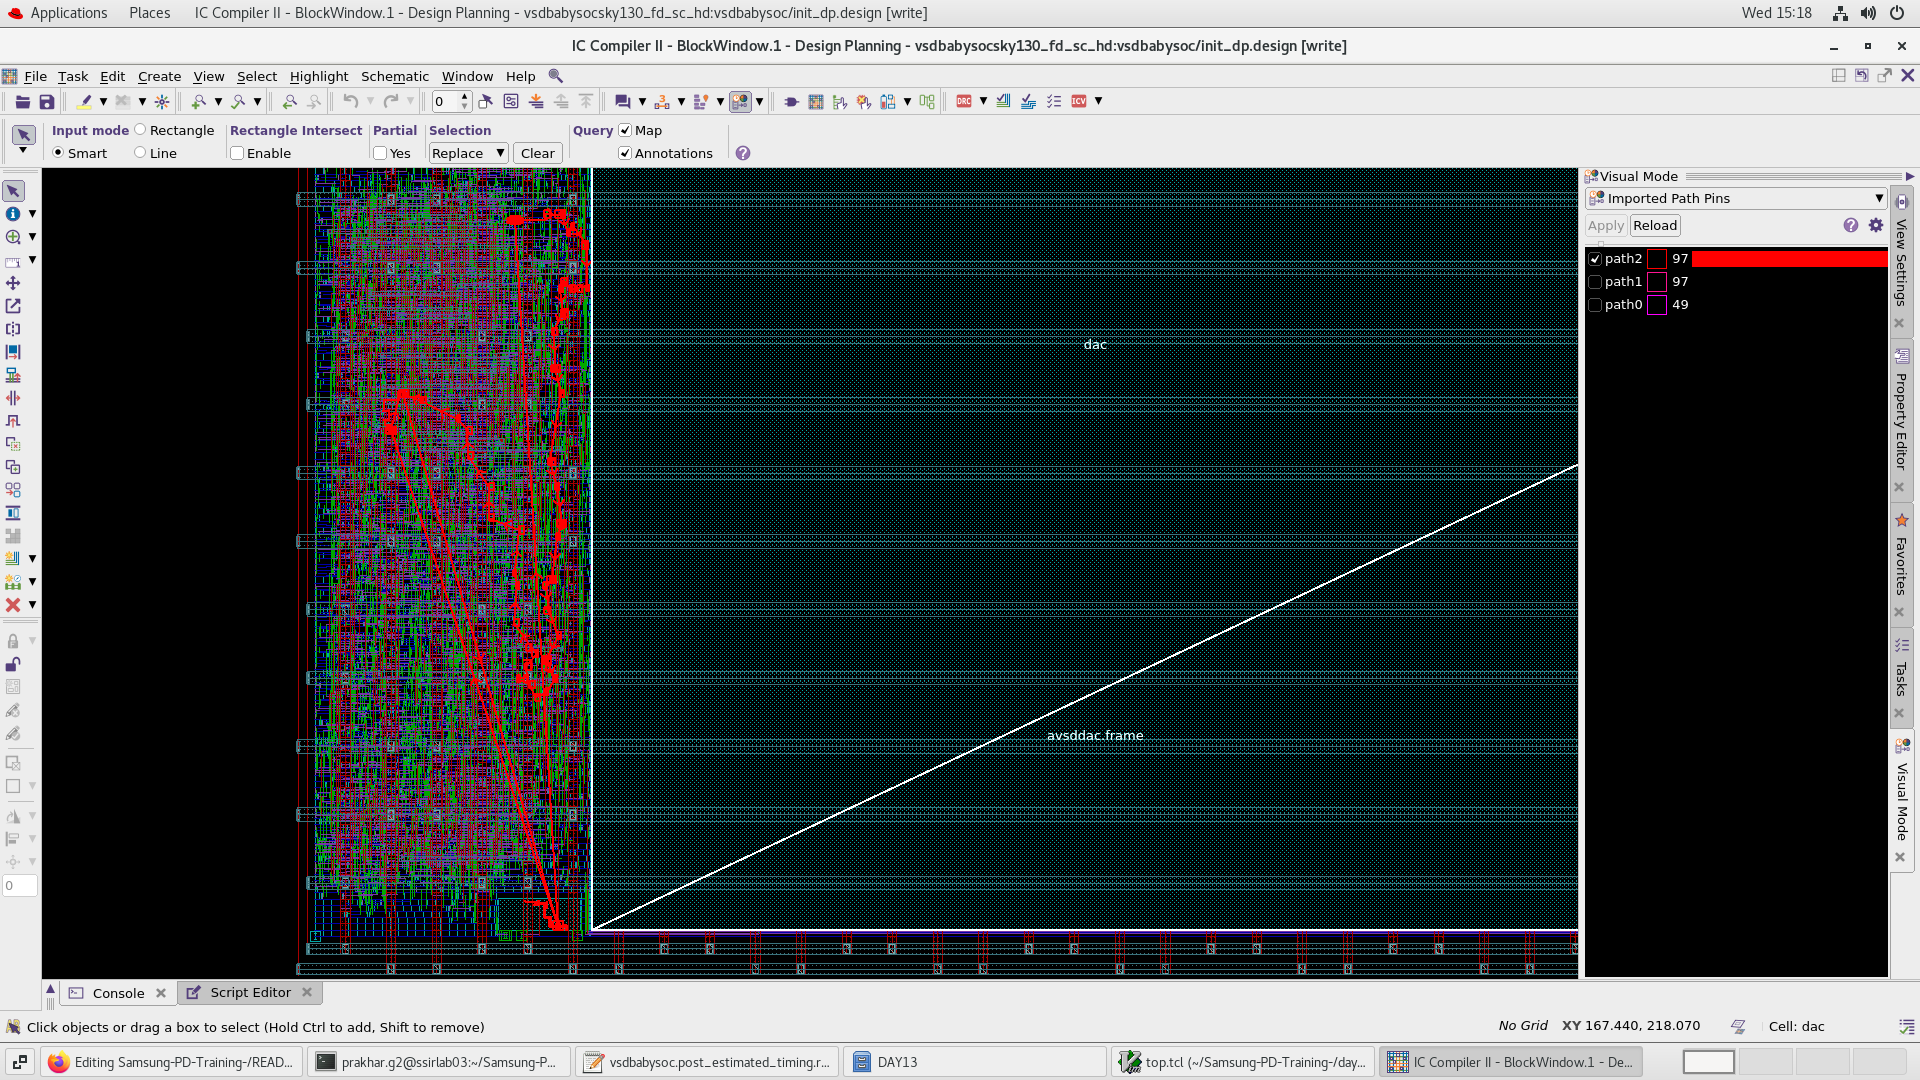 Applications Places IC Compiler II - BlockWindow.1 - Design Planning - vsdbabysocsky130_fd_sc_hd:vsdbabysoc/init_dp.design [write] Wed 15:18
IC Compiler II - BlockWindow.1 - Design Planning - vsdbabysocsky130_fd_sc_hd:vsdbabysoc/init_dp.design [write]
File Task Edit Create View Select Highlight Schematic Window Help
0 DRC ICV
Input mode Rectangle Rectangle Intersect Partial Selection Query Map
Smart Line Enable Yes Replace Clear Annotations
Visual Mode
Imported Path Pins
Apply Reload
path2 97
path1 97
path0 49
dac
avsddac.frame
View Settings
Property Editor
Favorites
Tasks
Visual Mode
0
Console Script Editor
Click objects or drag a box to select (Hold Ctrl to add, Shift to remove) No Grid XY 167.440, 218.070 Cell: dac
Editing Samsung-PD-Training-/READ... prakhar.g2@ssirlab03:~/Samsung-P... vsdbabysoc.post_estimated_timing.r... DAY13 top.tcl (~/Samsung-PD-Training-/day... IC Compiler II - BlockWindow.1 - De...